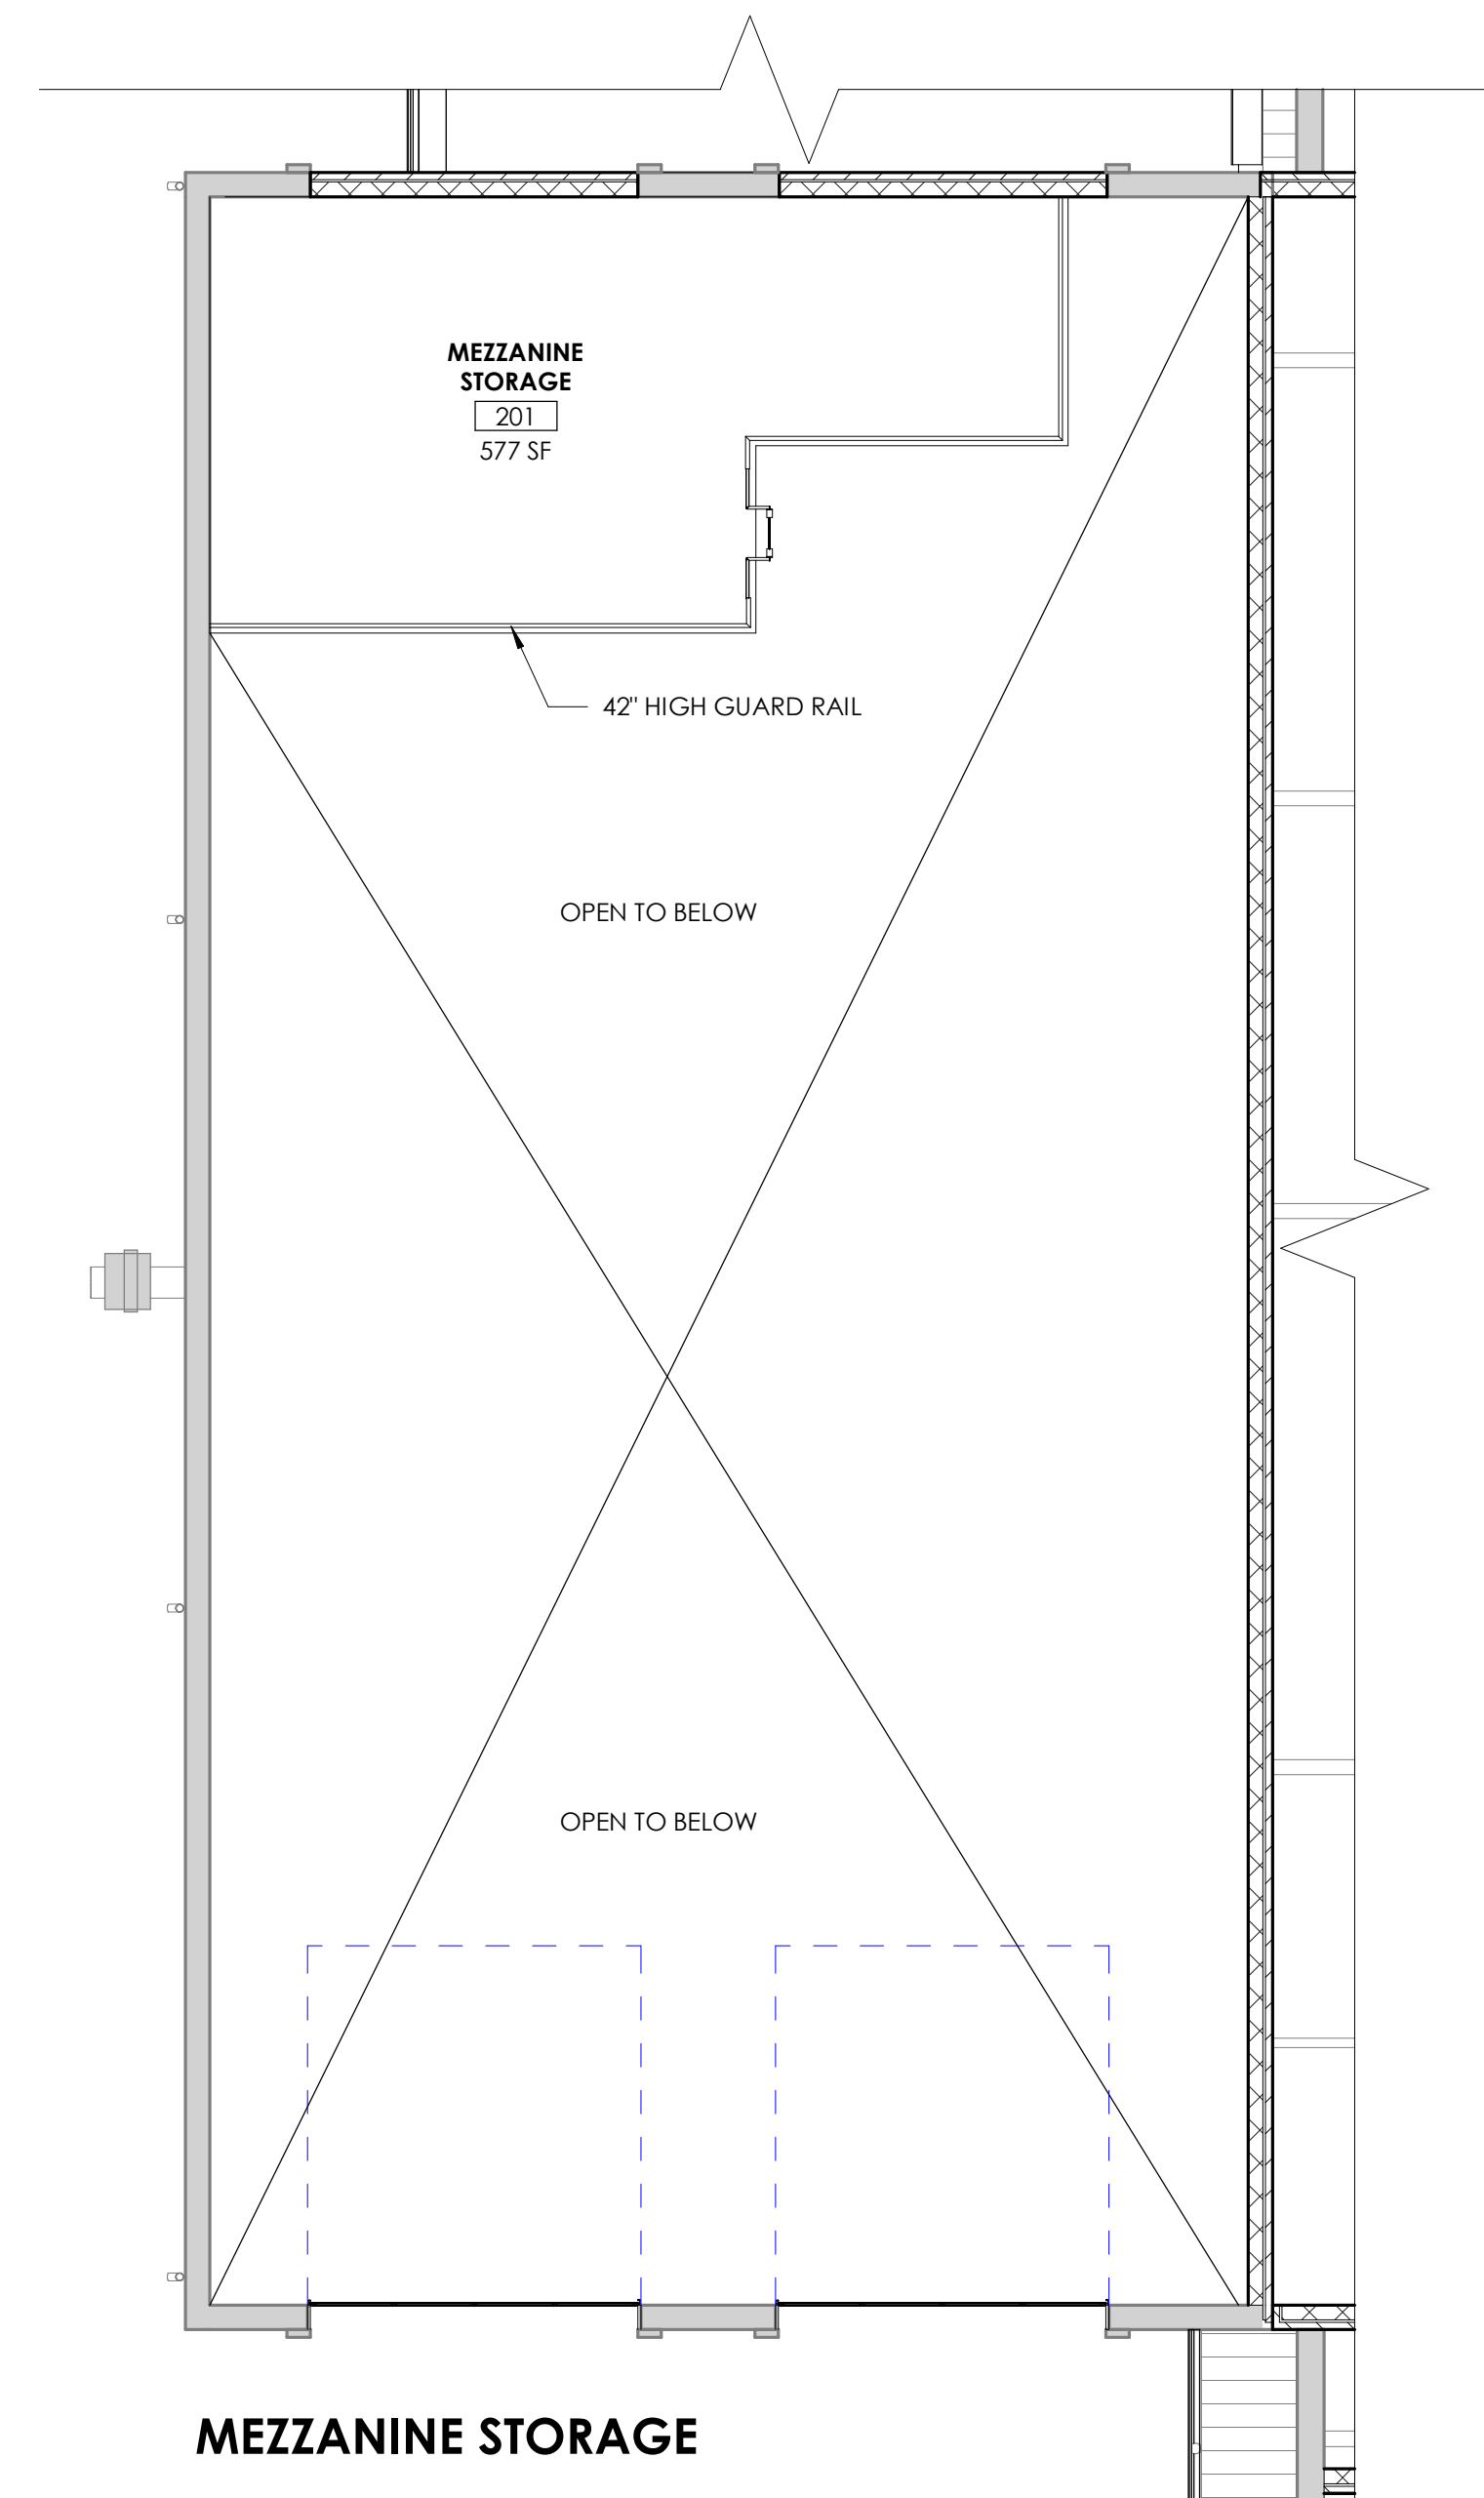 MEZZANINE
STORAGE
201
577 SF
42" HIGH GUARD RAIL
OPEN TO BELOW
OPEN TO BELOW
MEZZANINE STORAGE